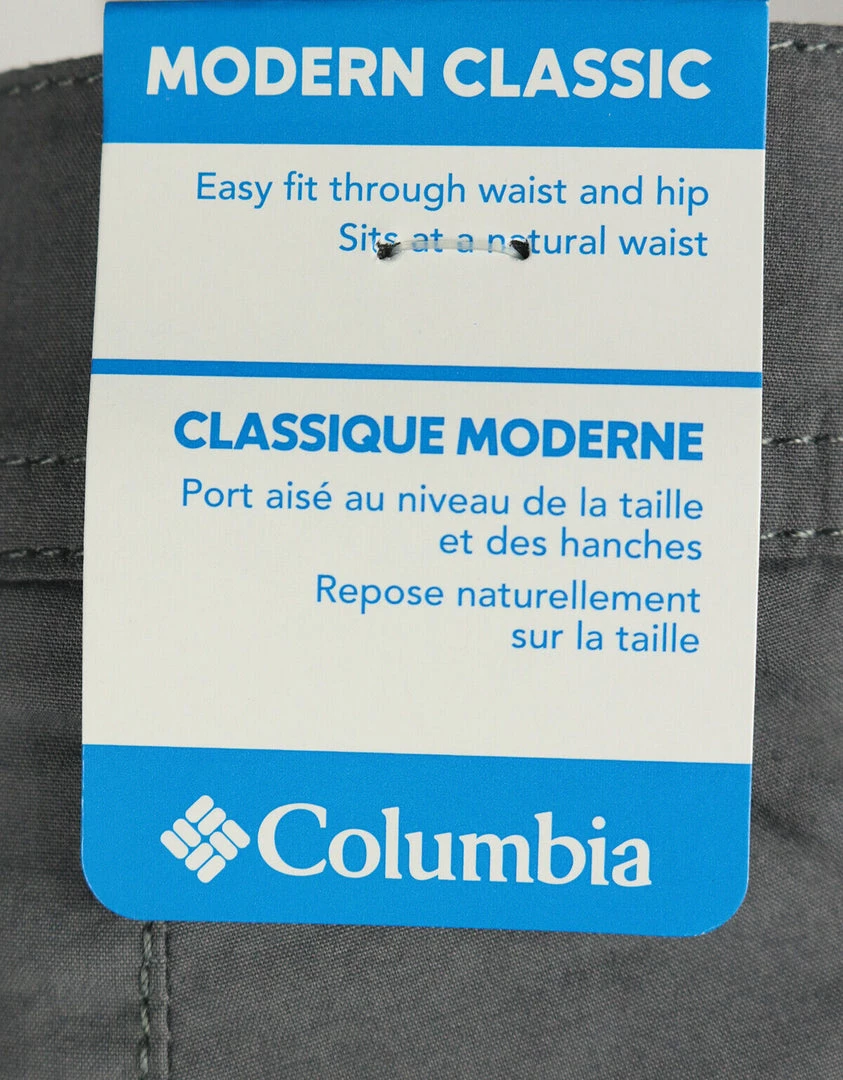 MODERN CLASSIC
Easy fit through waist and hip
Sits at a natural waist
CLASSIQUE MODERNE
Port aisé au niveau de la taille
et des hanches
Repose naturellement
sur la taille
Columbia